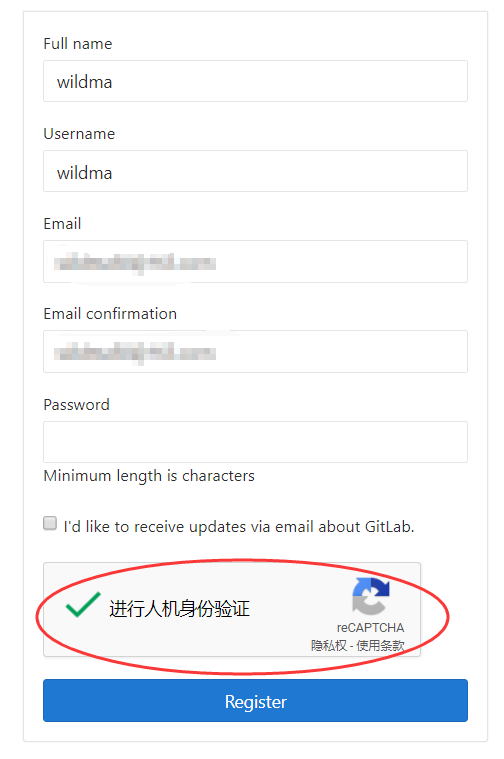 Full name
wildma
Username
wildma
Email
Email confirmation
Password
Minimum length is characters
I'd like to receive updates via email about GitLab.
进行人机身份验证
reCAPTCHA
隐私权 - 使用条款
Register